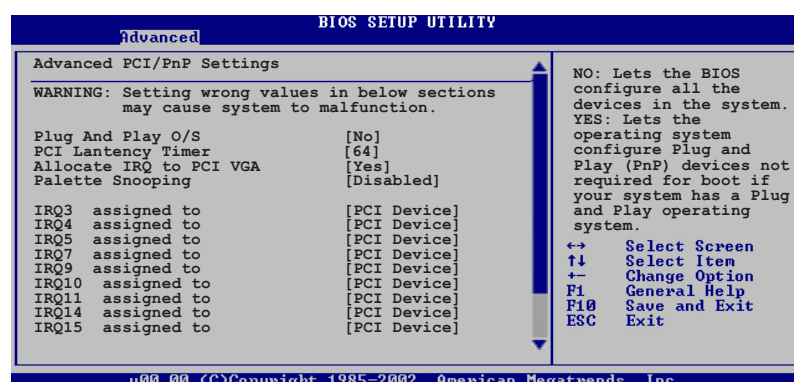 BIOS SETUP UTILITY
Advanced
Advanced PCI/PnP Settings
WARNING: Setting wrong values in below sections
may cause system to malfunction.
Plug And Play O/S [No]
PCI Lantency Timer [64]
Allocate IRQ to PCI VGA [Yes]
Palette Snooping [Disabled]
IRQ3 assigned to [PCI Device]
IRQ4 assigned to [PCI Device]
IRQ5 assigned to [PCI Device]
IRQ7 assigned to [PCI Device]
IRQ9 assigned to [PCI Device]
IRQ10 assigned to [PCI Device]
IRQ11 assigned to [PCI Device]
IRQ14 assigned to [PCI Device]
IRQ15 assigned to [PCI Device]
NO: Lets the BIOS
configure all the
devices in the system.
YES: Lets the
operating system
configure Plug and
Play (PnP) devices not
required for boot if
your system has a Plug
and Play operating
system.
←→ Select Screen
↑↓ Select Item
+- Change Option
F1 General Help
F10 Save and Exit
ESC Exit
v00.00 (C)Copyright 1985-2002, American Megatrends, Inc.